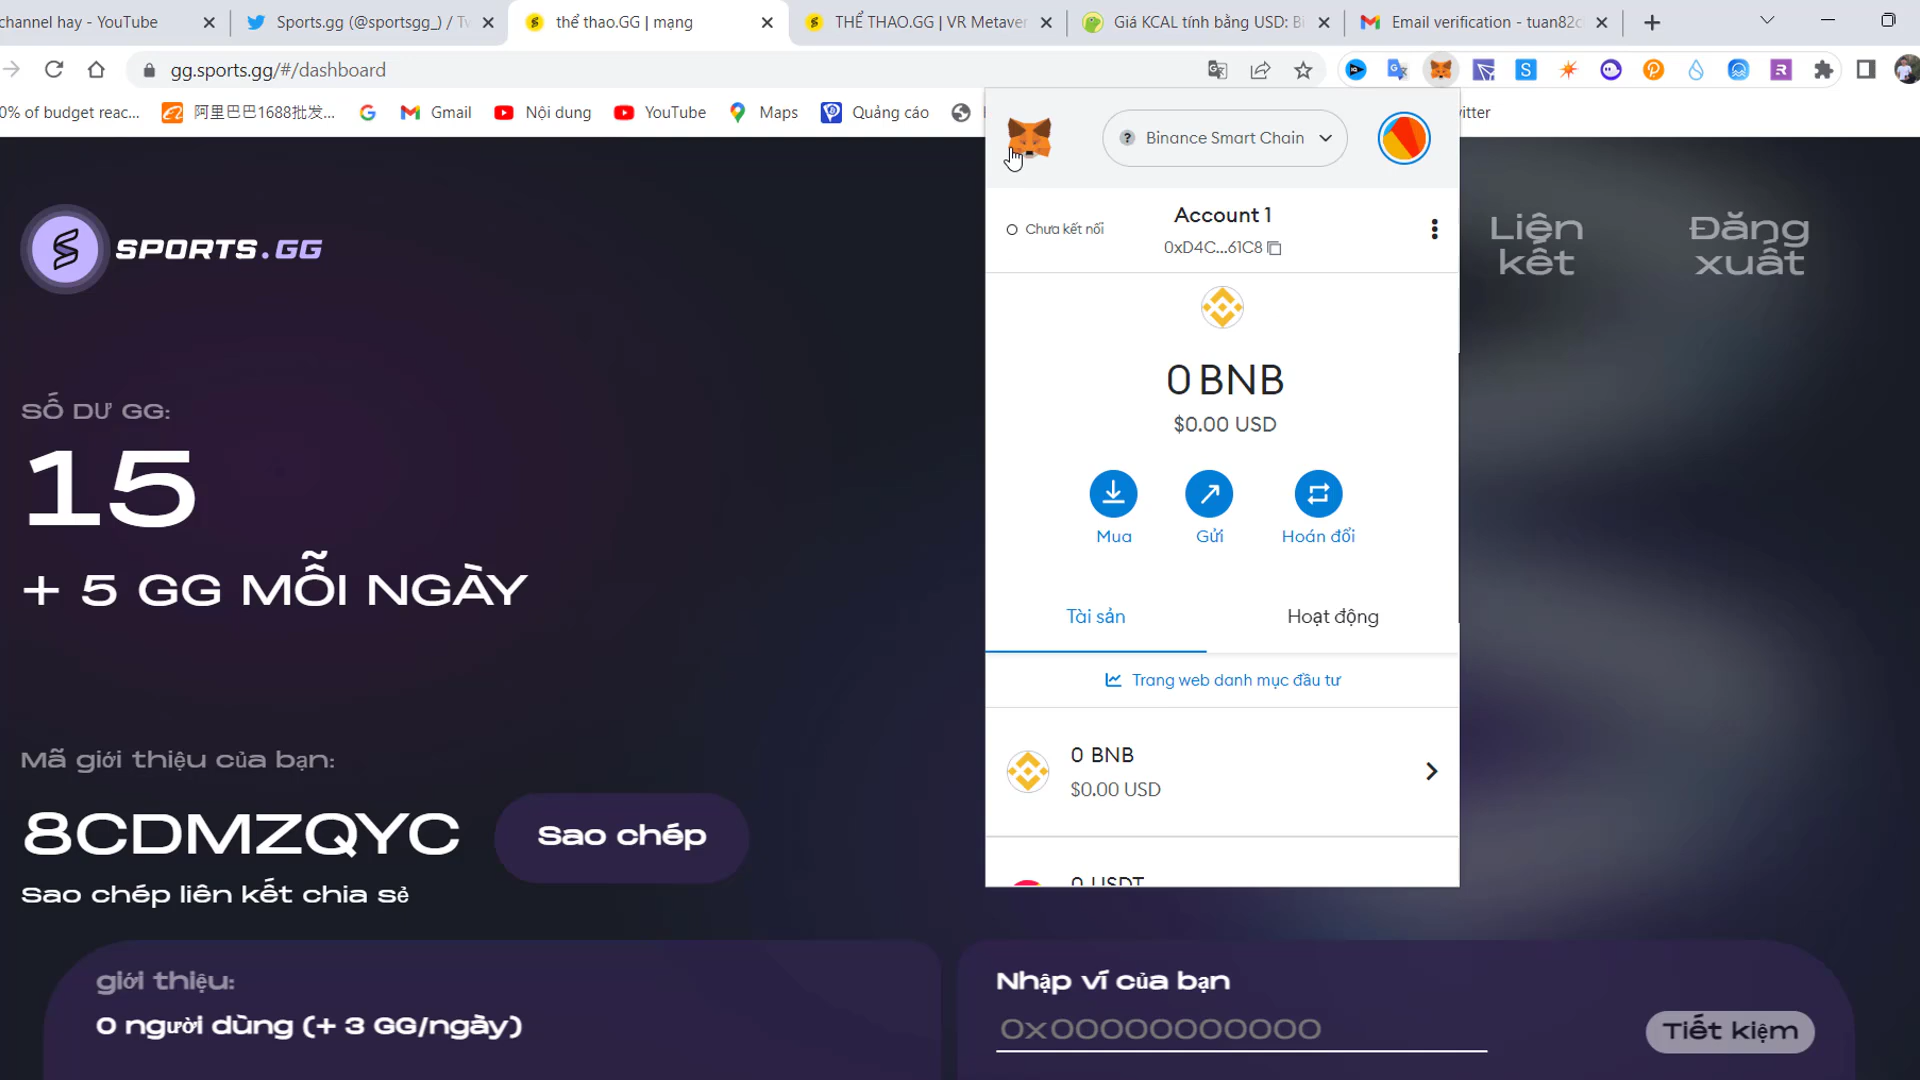 channel hay - YouTube
Sports.gg (@sportsgg_) / Tw
thể thao.GG | mạng
THỂ THAO.GG | VR Metaver
Giá KCAL tính bằng USD: Bi
Email verification - tuan82c
gg.sports.gg/#/dashboard
0% of budget reac...
阿里巴巴1688批发...
Gmail
Nội dung
YouTube
Maps
Quảng cáo
itter
SPORTS.GG
Liên kết
Đăng xuất
SỐ DƯ GG:
15
+ 5 GG MỖI NGÀY
Mã giới thiệu của bạn:
8CDMZQYC
Sao chép
Sao chép liên kết chia sẻ
giới thiệu:
0 người dùng (+ 3 GG/ngày)
Nhập ví của bạn
0x00000000000
Tiết kiệm
Binance Smart Chain
Chưa kết nối
Account 1
0xD4C...61C8
0 BNB
$0.00 USD
Mua
Gửi
Hoán đổi
Tài sản
Hoạt động
Trang web danh mục đầu tư
0 BNB
$0.00 USD
0 USDT